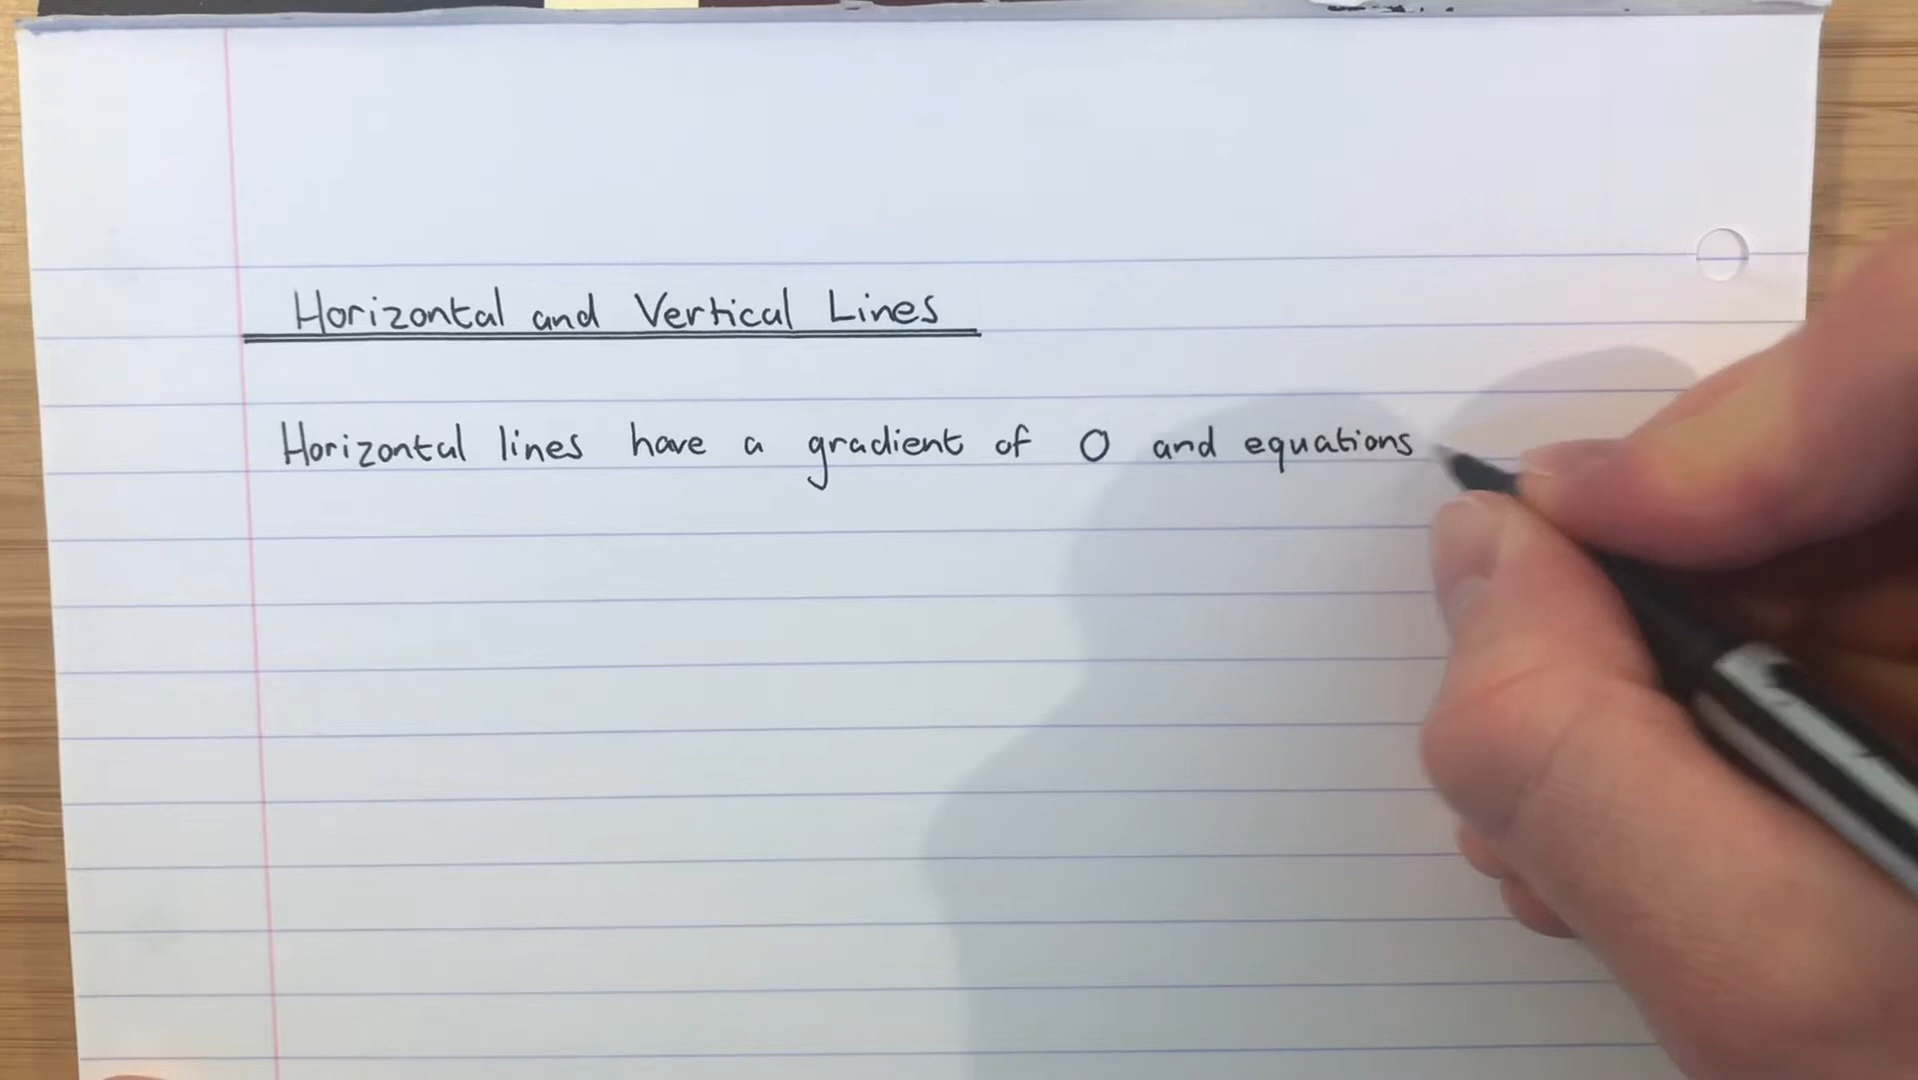 Horizontal and Vertical Lines
Horizontal lines have a gradient of 0 and equations